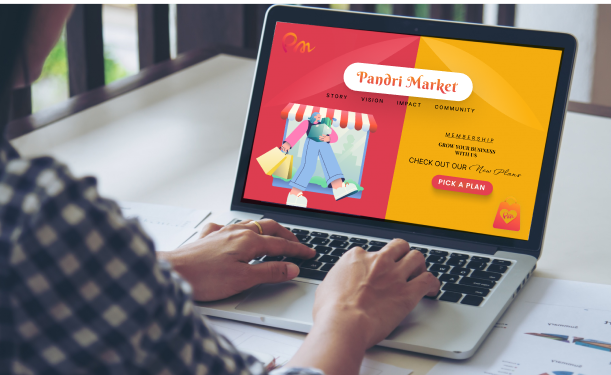 Pandri Market
STORY VISION IMPACT COMMUNITY
MEMBERSHIP
GROW YOUR BUSINESS
WITH US
CHECK OUT OUR New Plans
PICK A PLAN